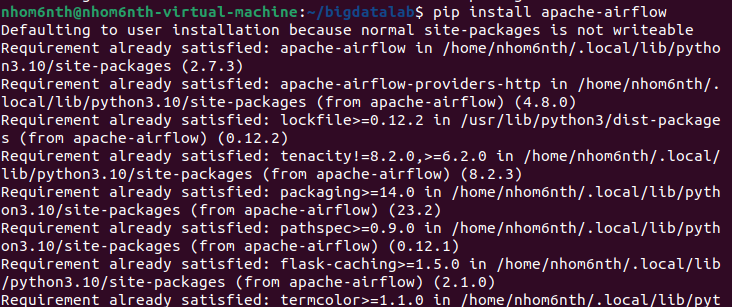 nhom6nth@nhom6nth-virtual-machine:~/bigdatalab$ pip install apache-airflow
Defaulting to user installation because normal site-packages is not writeable
Requirement already satisfied: apache-airflow in /home/nhom6nth/.local/lib/pytho
n3.10/site-packages (2.7.3)
Requirement already satisfied: apache-airflow-providers-http in /home/nhom6nth/.
local/lib/python3.10/site-packages (from apache-airflow) (4.8.0)
Requirement already satisfied: lockfile>=0.12.2 in /usr/lib/python3/dist-package
s (from apache-airflow) (0.12.2)
Requirement already satisfied: tenacity!=8.2.0,>=6.2.0 in /home/nhom6nth/.local/
lib/python3.10/site-packages (from apache-airflow) (8.2.3)
Requirement already satisfied: packaging>=14.0 in /home/nhom6nth/.local/lib/pyth
on3.10/site-packages (from apache-airflow) (23.2)
Requirement already satisfied: pathspec>=0.9.0 in /home/nhom6nth/.local/lib/pyth
on3.10/site-packages (from apache-airflow) (0.12.1)
Requirement already satisfied: flask-caching>=1.5.0 in /home/nhom6nth/.local/lib
/python3.10/site-packages (from apache-airflow) (2.1.0)
Requirement already satisfied: termcolor>=1.1.0 in /home/nhom6nth/.local/lib/pyt